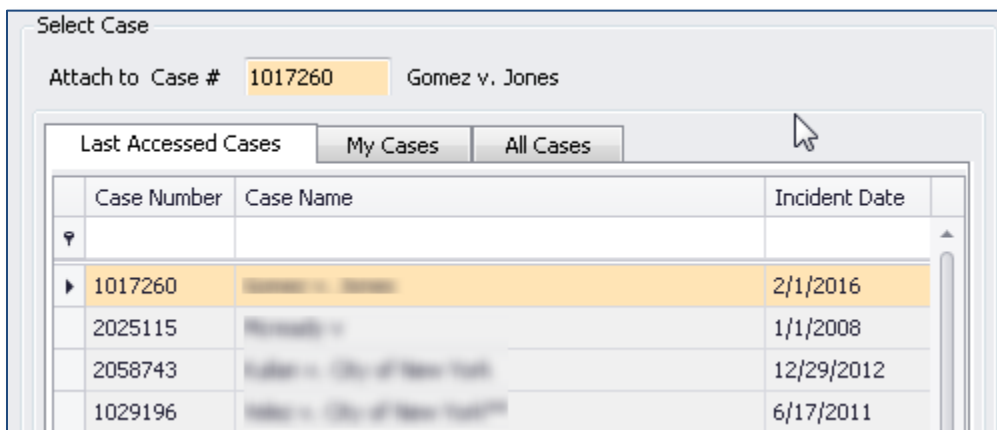 Select Case
Attach to Case # 1017260 Gomez v. Jones
Last Accessed Cases My Cases All Cases
Case Number Case Name Incident Date
1017260 2/1/2016
2025115 1/1/2008
2058743 12/29/2012
1029196 6/17/2011